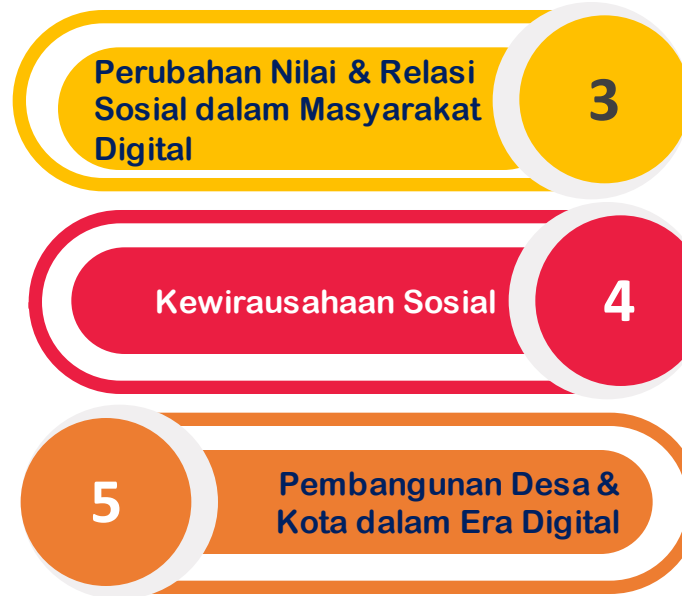 Perubahan Nilai & Relasi
Sosial dalam Masyarakat
Digital
3
Kewirausahaan Sosial
4
5
Pembangunan Desa &
Kota dalam Era Digital